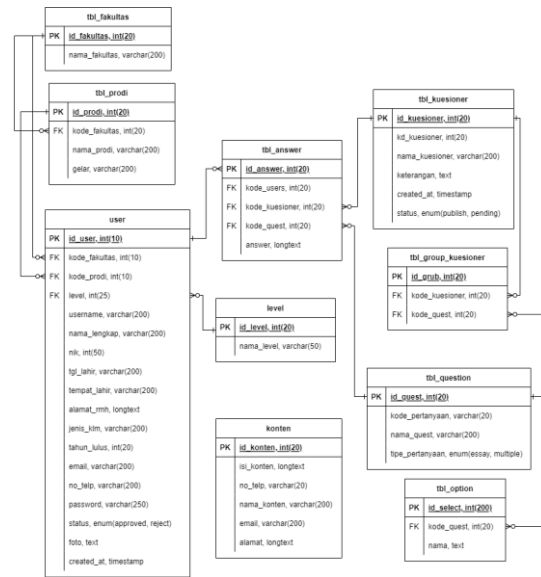 tbl_fakultas
PK id_fakultas, int(20)
nama_fakultas, varchar(200)
tbl_prodi
PK id_prodi, int(20)
FK kode_fakultas, int(20)
nama_prodi, varchar(200)
gelar, varchar(200)
user
PK id_user, int(10)
FK kode_fakultas, int(10)
FK kode_prodi, int(10)
FK level, int(25)
username, varchar(200)
nama_lengkap, varchar(200)
nik, int(50)
tgl_lahir, varchar(200)
tempat_lahir, varchar(200)
alamat_rmh, longtext
jenis_klm, varchar(200)
tahun_lulus, int(20)
email, varchar(200)
no_telp, varchar(200)
password, varchar(250)
status, enum(approved, reject)
foto, text
created_at, timestamp
tbl_answer
PK id_answer, int(20)
FK kode_users, int(20)
FK kode_kuesioner, int(20)
FK kode_quest, int(20)
answer, longtext
level
PK id_level, int(20)
nama_level, varchar(50)
konten
PK id_konten, int(20)
isi_konten, longtext
no_telp, varchar(20)
nama_konten, varchar(200)
email, varchar(200)
alamat, longtext
tbl_kuesioner
PK id_kuesioner, int(20)
kd_kuesioner, int(20)
nama_kuesioner, varchar(200)
keterangan, text
created_at, timestamp
status, enum(publish, pending)
tbl_group_kuesioner
PK id_grub, int(20)
FK kode_kuesioner, int(20)
FK kode_quest, int(20)
tbl_question
PK id_quest, int(20)
kode_pertanyaan, varchar(20)
nama_quest, varchar(200)
tipe_pertanyaan, enum(essay, multiple)
tbl_option
PK id_select, int(200)
FK kode_quest, int(20)
nama, text